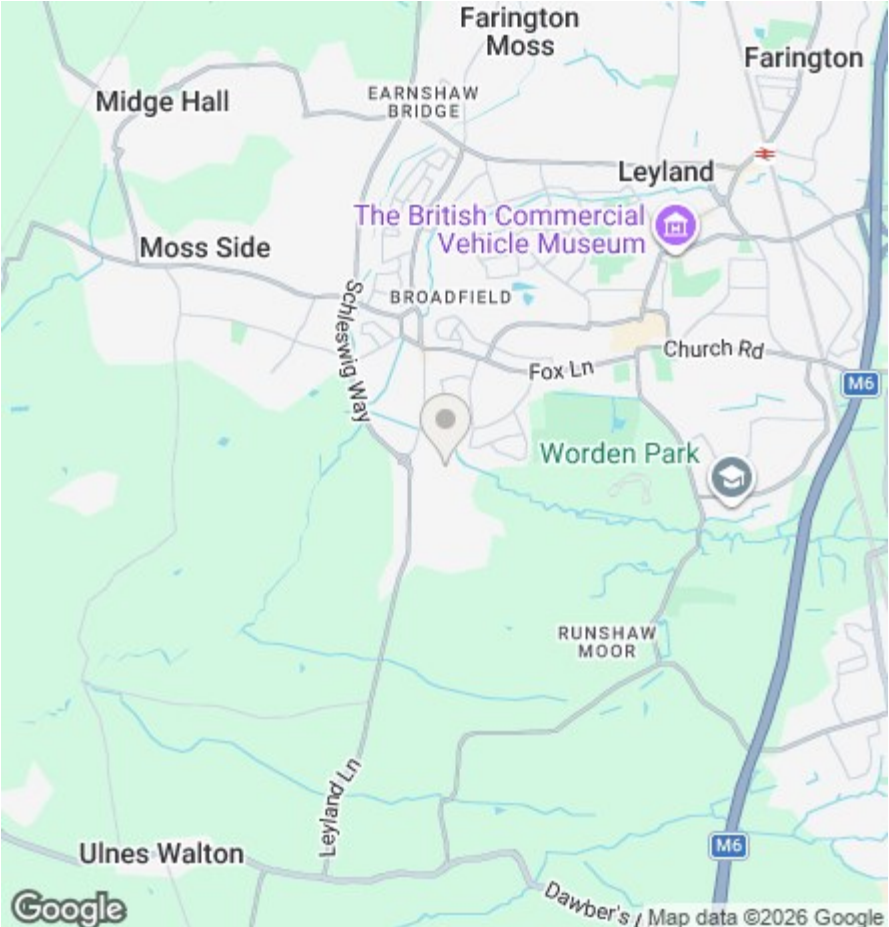 Farington
Moss
Farington
Midge Hall
EARNSHAW
BRIDGE
Leyland
The British Commercial
Vehicle Museum
Moss Side
BROADFIELD
Schleswig Way
Church Rd
Fox Ln
M6
Worden Park
RUNSHAW
MOOR
Leyland Ln
M6
Ulnes Walton
Dawber's
Google
Map data ©2026 Google